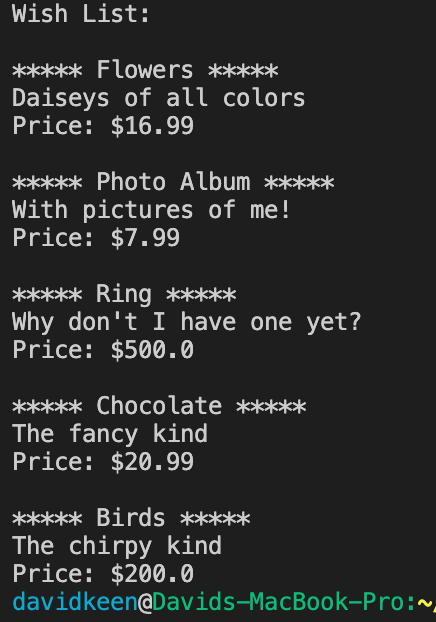 Wish List:
***** Flowers *****
Daiseys of all colors
Price: $16.99
***** Photo Album *****
With pictures of me!
Price: $7.99
***** Ring *****
Why don't I have one yet?
Price: $500.0
***** Chocolate *****
The fancy kind
Price: $20.99
***** Birds *****
The chirpy kind
Price: $200.0
davidkeen@Davids-MacBook-Pro:~/